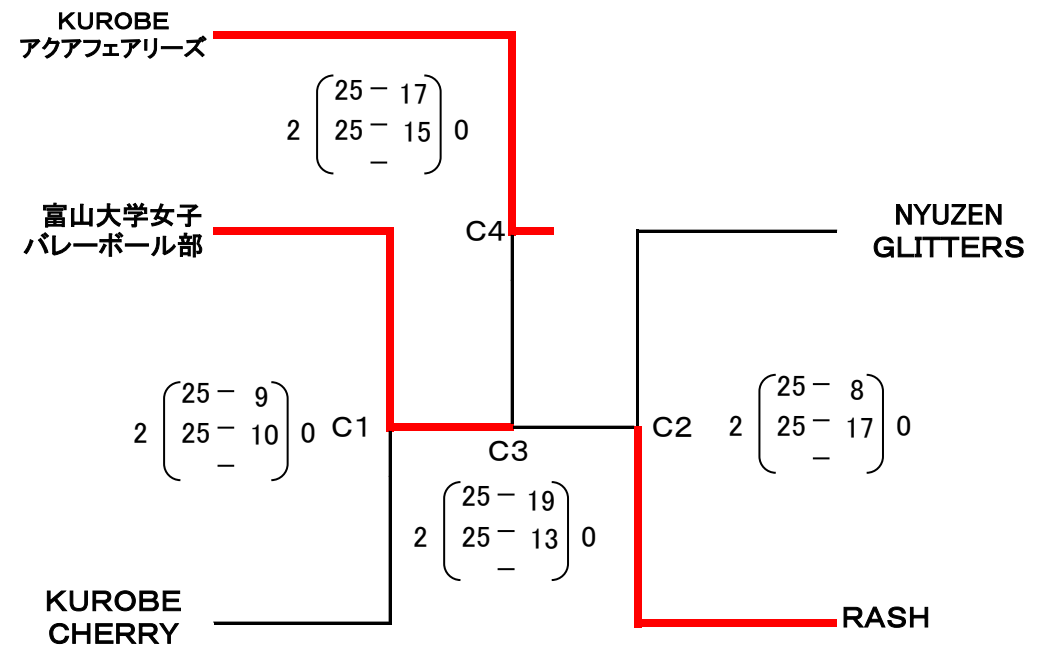 KUROBE
アクアフェアリーズ
25 - 17
2 25 - 15 0
-
富山大学女子
バレーボール部
C4
NYUZEN
GLITTERS
25 - 9
2 25 - 10 0
-
C1
C3
C2
25 - 8
2 25 - 17 0
-
25 - 19
2 25 - 13 0
-
KUROBE
CHERRY
RASH